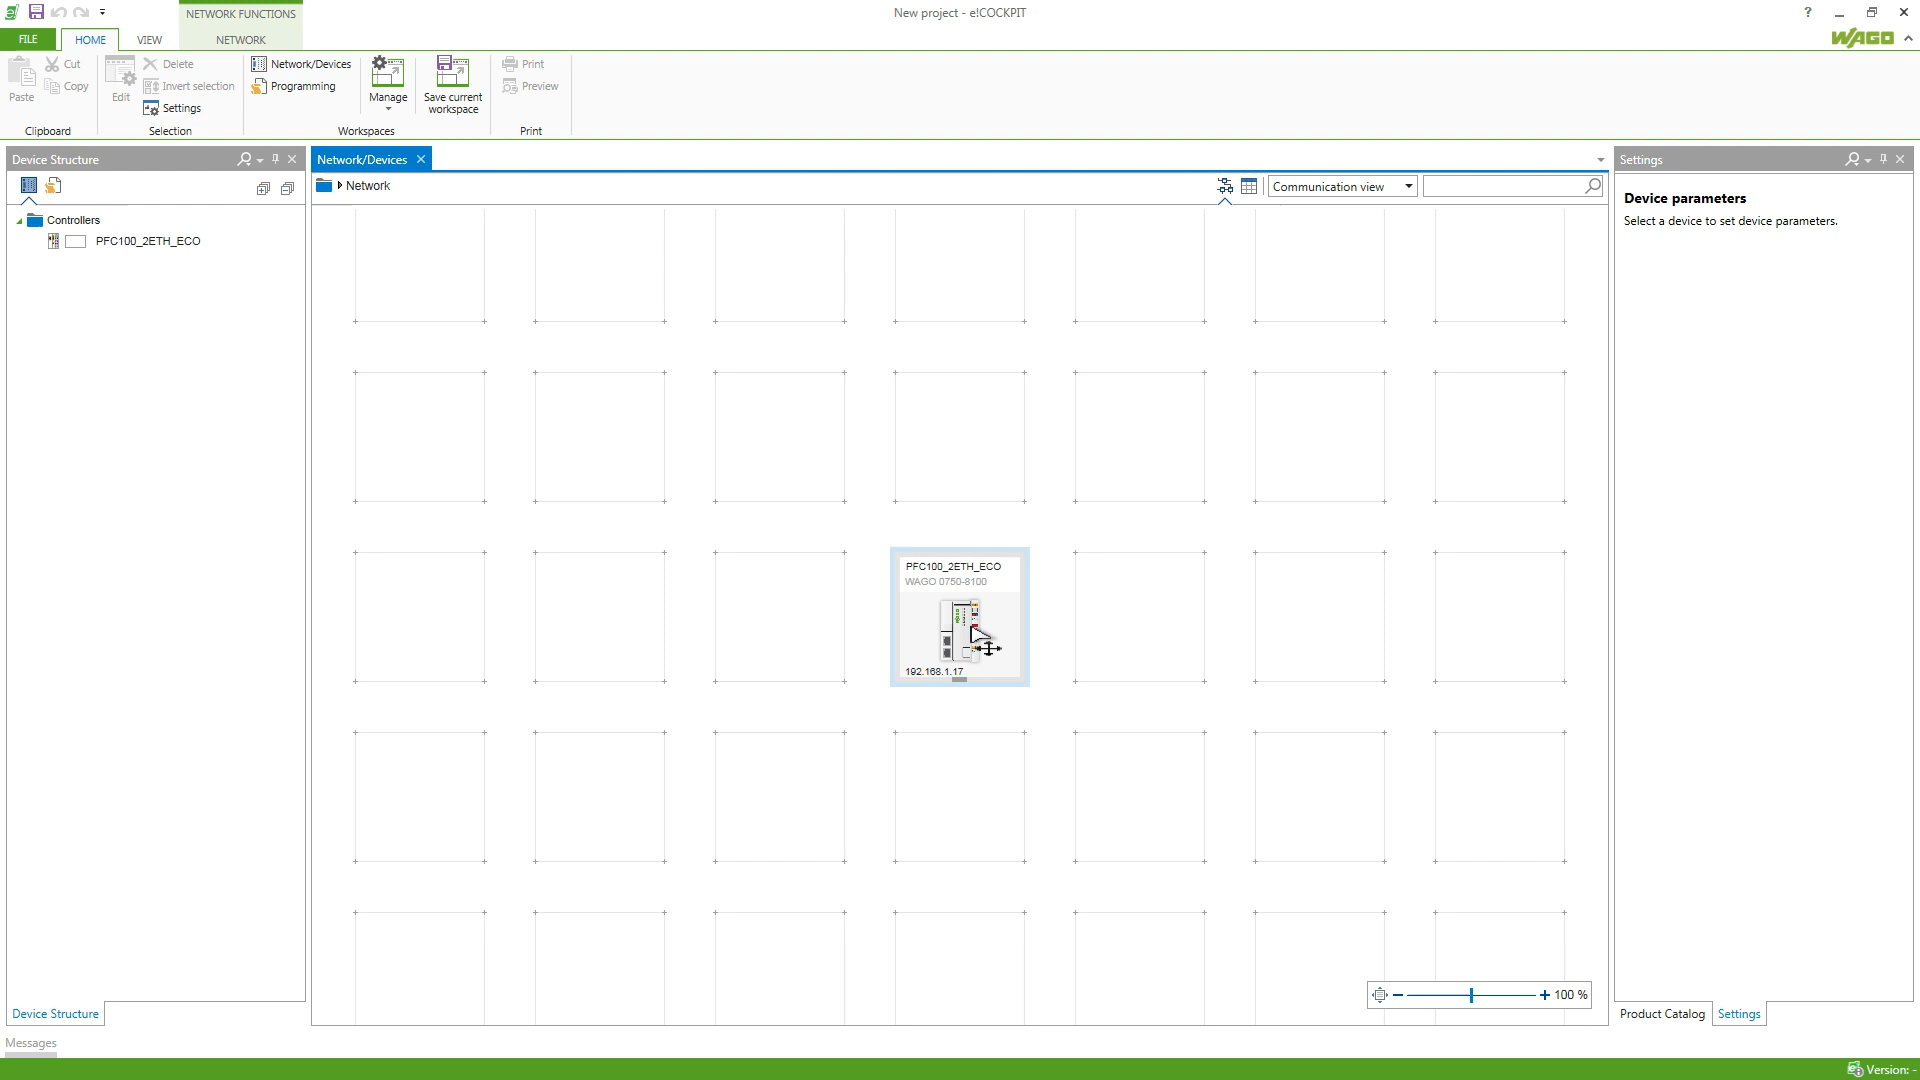 NETWORK FUNCTIONS
New project - e!COCKPIT
?
FILE
HOME
VIEW
NETWORK
WAGO
Paste
Cut
Copy
Clipboard
Edit
Delete
Invert selection
Settings
Selection
Network/Devices
Programming
Manage
Save current
workspace
Workspaces
Print
Preview
Print
Device Structure
Controllers
PFC100_2ETH_ECO
Device Structure
Network/Devices
Network
Communication view
PFC100_2ETH_ECO
WAGO 0750-8100
192.168.1.17
100 %
Settings
Device parameters
Select a device to set device parameters.
Product Catalog
Settings
Messages
Version: -